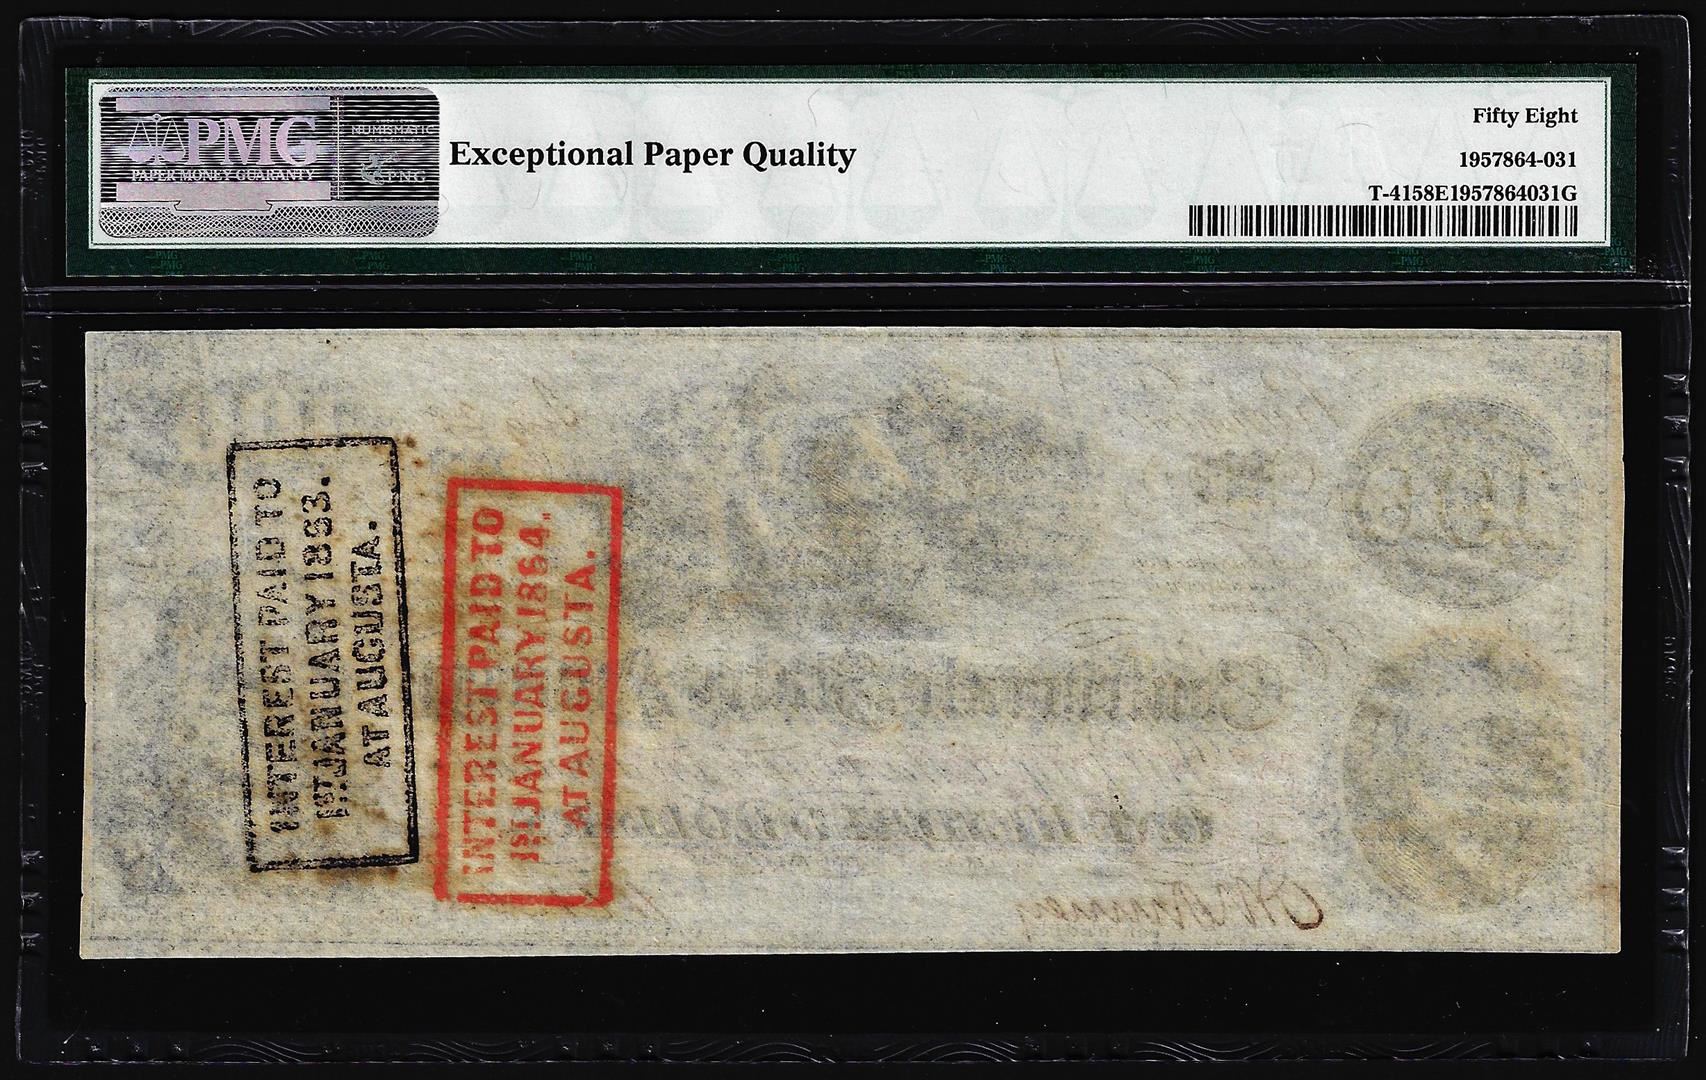 PMG
PAPER MONEY GUARANTY
NUMISMATIC
PNG
Exceptional Paper Quality
Fifty Eight
1957864-031
T-4158E1957864031G
INTEREST PAID TO
1ST JANUARY 1863.
AT AUGUSTA.
INTEREST PAID TO
1ST JANUARY, 1864.
AT AUGUSTA.